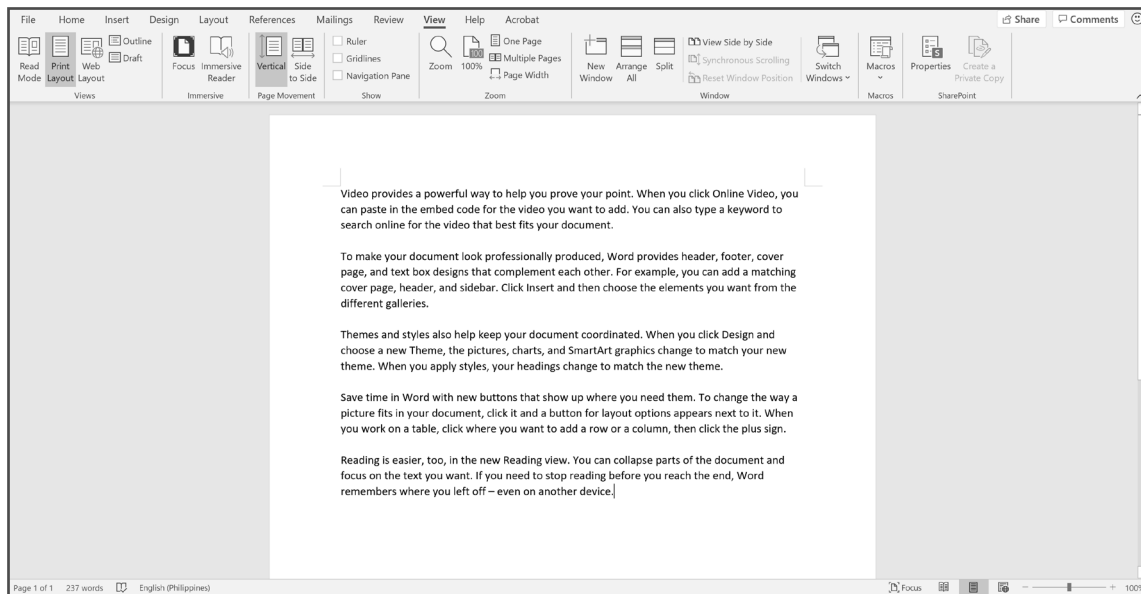 File Home Insert Design Layout References Mailings Review View Help Acrobat Share Comments
Read Mode Print Layout Web Layout Outline Draft
Views
Focus Immersive Reader
Immersive
Vertical Side to Side
Page Movement
Ruler
Gridlines
Navigation Pane
Show
Zoom 100% One Page Multiple Pages Page Width
Zoom
New Window Arrange All Split View Side by Side Synchronous Scrolling Reset Window Position Switch Windows
Window
Macros
Macros
Properties Create a Private Copy
SharePoint
Video provides a powerful way to help you prove your point. When you click Online Video, you
can paste in the embed code for the video you want to add. You can also type a keyword to
search online for the video that best fits your document.
To make your document look professionally produced, Word provides header, footer, cover
page, and text box designs that complement each other. For example, you can add a matching
cover page, header, and sidebar. Click Insert and then choose the elements you want from the
different galleries.
Themes and styles also help keep your document coordinated. When you click Design and
choose a new Theme, the pictures, charts, and SmartArt graphics change to match your new
theme. When you apply styles, your headings change to match the new theme.
Save time in Word with new buttons that show up where you need them. To change the way a
picture fits in your document, click it and a button for layout options appears next to it. When
you work on a table, click where you want to add a row or a column, then click the plus sign.
Reading is easier, too, in the new Reading view. You can collapse parts of the document and
focus on the text you want. If you need to stop reading before you reach the end, Word
remembers where you left off – even on another device.
Page 1 of 1 237 words English (Philippines) Focus 100%